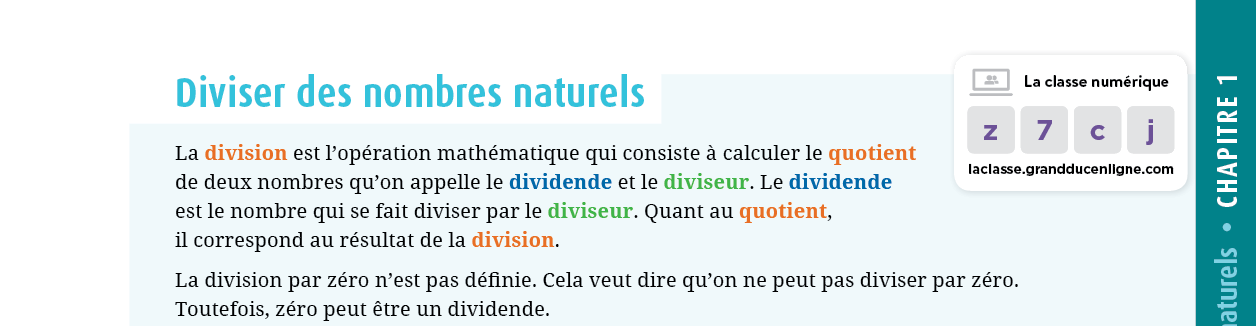 Diviser des nombres naturels
La classe numérique
z 7 c j
laclasse.grandducenligne.com
La division est l’opération mathématique qui consiste à calculer le quotient
de deux nombres qu’on appelle le dividende et le diviseur. Le dividende
est le nombre qui se fait diviser par le diviseur. Quant au quotient,
il correspond au résultat de la division.
La division par zéro n’est pas définie. Cela veut dire qu’on ne peut pas diviser par zéro.
Toutefois, zéro peut être un dividende.
naturels • CHAPITRE 1